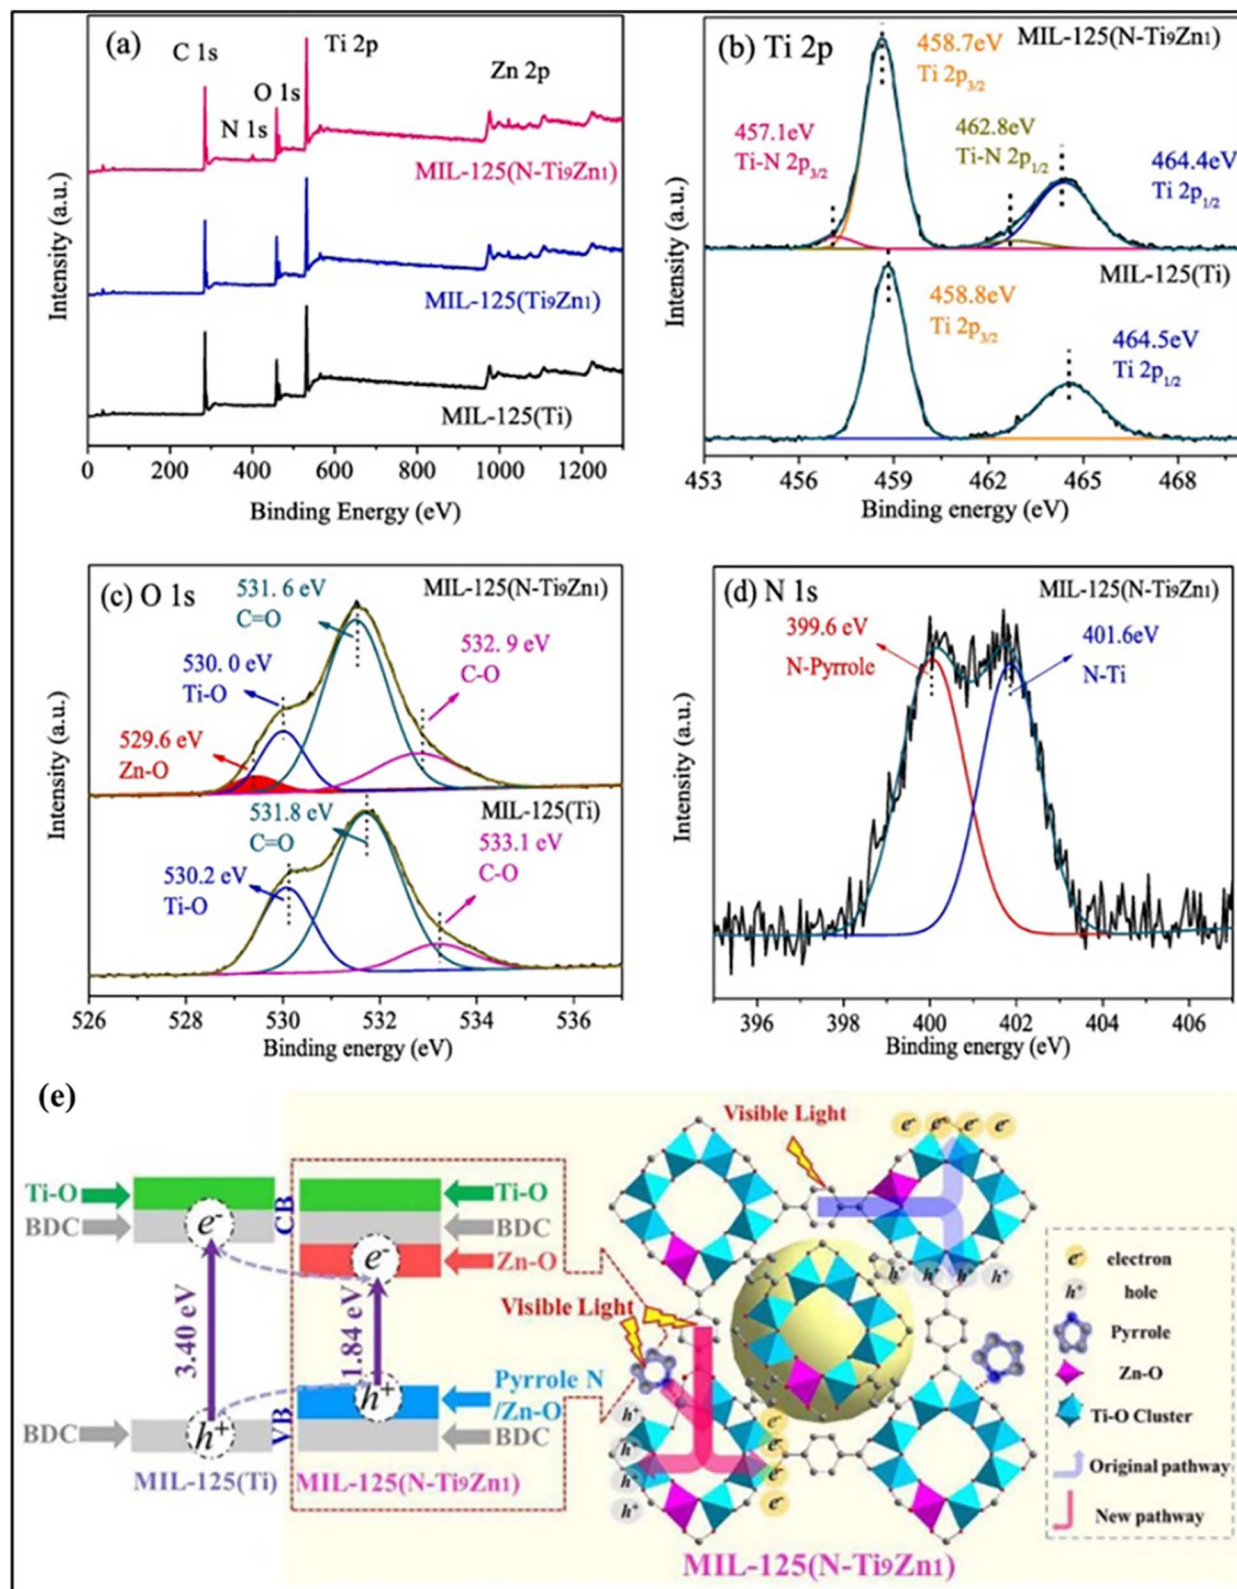 (a)
C 1s
Ti 2p
O 1s
N 1s
Zn 2p
MIL-125(N-Ti9Zn1)
MIL-125(Ti9Zn1)
MIL-125(Ti)
Intensity (a.u.)
0 200 400 600 800 1000 1200
Binding Energy (eV)
(b) Ti 2p
458.7eV
Ti 2p3/2
MIL-125(N-Ti9Zn1)
457.1eV
Ti-N 2p3/2
462.8eV
Ti-N 2p1/2
464.4eV
Ti 2p1/2
MIL-125(Ti)
458.8eV
Ti 2p3/2
464.5eV
Ti 2p1/2
Intensity (a.u.)
453 456 459 462 465 468
Binding energy (eV)
(c) O 1s
531.6 eV
C=O
MIL-125(N-Ti9Zn1)
530. 0 eV
Ti-O
532. 9 eV
C-O
529.6 eV
Zn-O
531.8 eV
C=O
MIL-125(Ti)
533.1 eV
C-O
530.2 eV
Ti-O
Intensity (a.u.)
526 528 530 532 534 536
Binding energy (eV)
(d) N 1s
MIL-125(N-Ti9Zn1)
399.6 eV
N-Pyrrole
401.6eV
N-Ti
Intensity (a.u.)
396 398 400 402 404 406
Binding energy (eV)
(e)
Ti-O
BDC
e-
CB
3.40 eV
h+
BDC
VB
MIL-125(Ti)
Ti-O
BDC
e-
Zn-O
1.84 eV
h+
Pyrrole N
/Zn-O
BDC
MIL-125(N-Ti9Zn1)
Visible Light
e- e- e- e-
h+ h+ h+ h+
Visible Light
h+
h+
h+
h+
e-
e-
e-
e-
MIL-125(N-Ti9Zn1)
e- electron
h+ hole
Pyrrole
Zn-O
Ti-O Cluster
Original pathway
New pathway